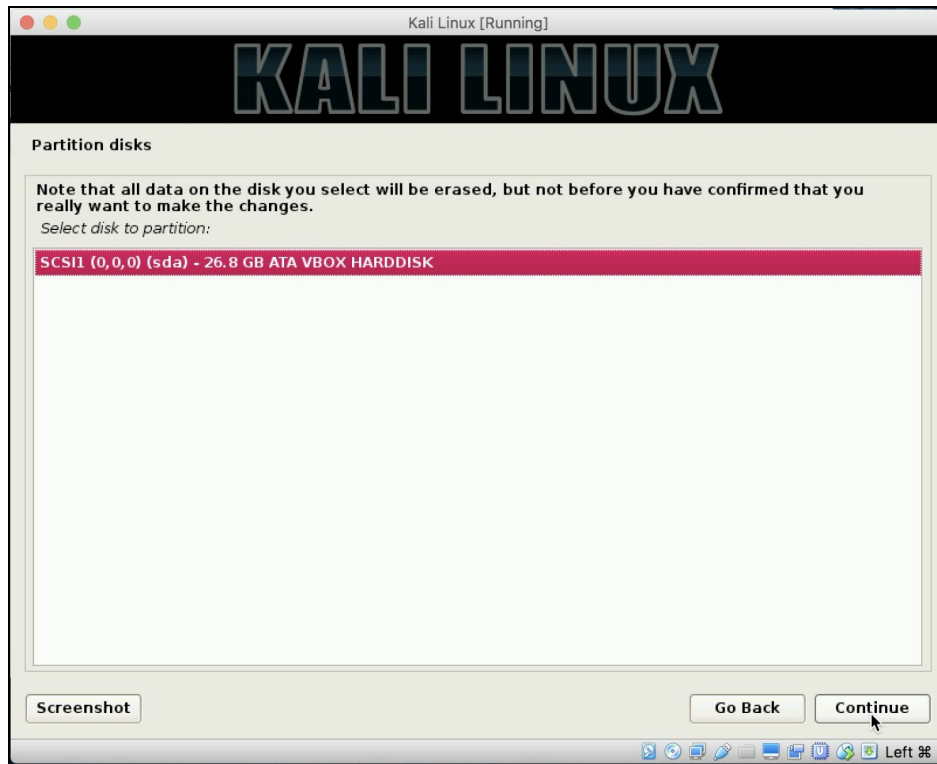 Kali Linux [Running]
KALI LINUX
Partition disks
Note that all data on the disk you select will be erased, but not before you have confirmed that you
really want to make the changes.
Select disk to partition:
SCSI1 (0,0,0) (sda) - 26.8 GB ATA VBOX HARDDISK
Screenshot
Go Back
Continue
Left ⌘